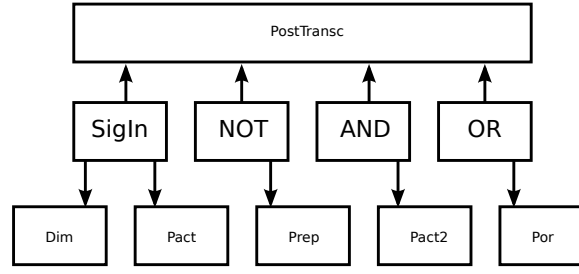 PostTransc
SigIn
NOT
AND
OR
Dim
Pact
Prep
Pact2
Por